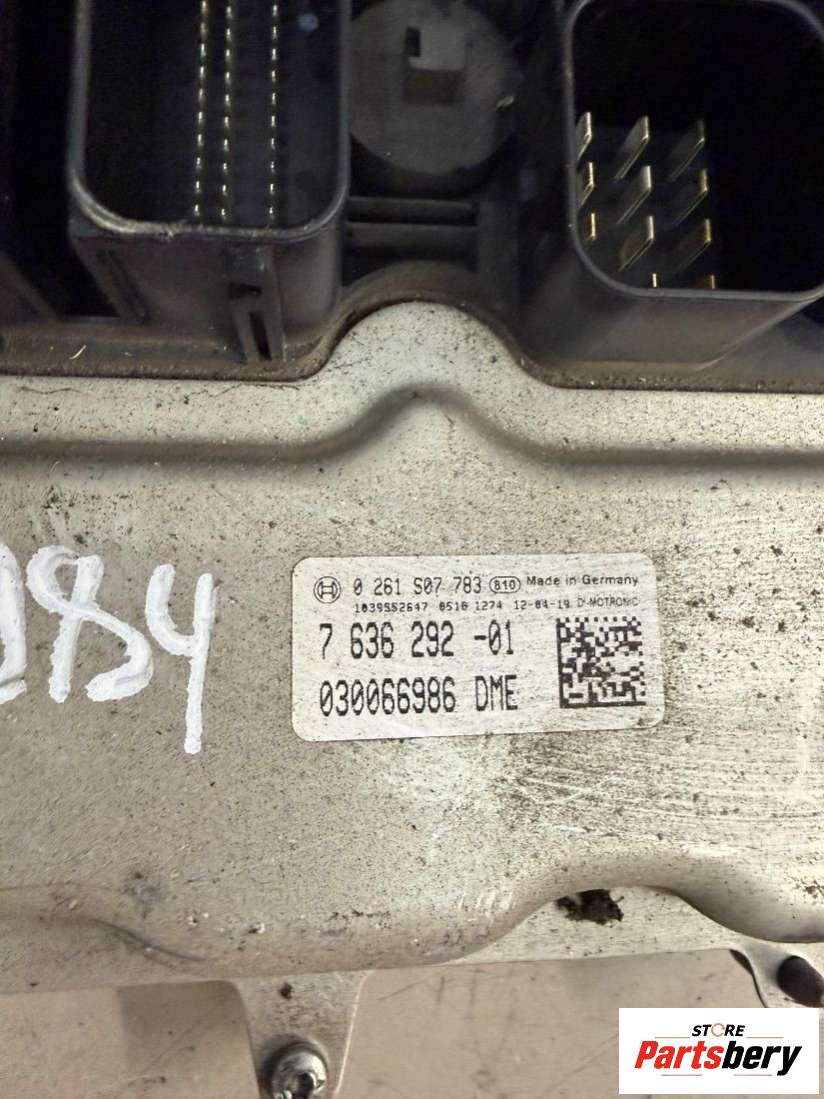 0 261 S07 783 810 Made in Germany
1039S52647 0510 1274 12-04-19 D-MOTRONIC
7 636 292 -01
030066986 DME
STORE
Partsbery